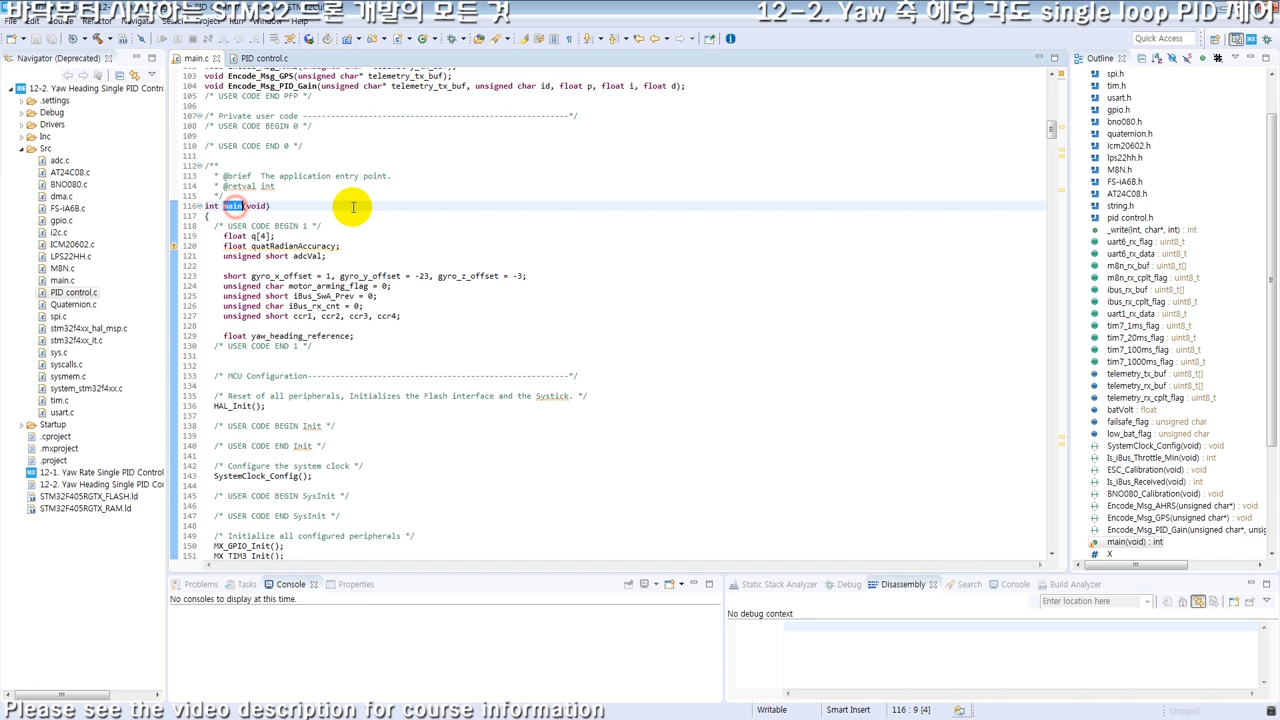 바닥부터 시작하는 STM32 드론 개발의 모든 것
12-2. Yaw 축 헤딩 각도 single loop PID 제어
Quick Access
Navigator (Deprecated)
main.c
PID control.c
Outline
12-2. Yaw Heading Single PID Contr
.settings
Debug
Drivers
Inc
Src
adc.c
AT24C08.c
BNO080.c
dma.c
FS-iA6B.c
gpio.c
i2c.c
ICM20602.c
LPS22HH.c
M8N.c
main.c
PID control.c
Quaternion.c
spi.c
stm32f4xx_hal_msp.c
stm32f4xx_it.c
sys.c
syscalls.c
sysmem.c
system_stm32f4xx.c
tim.c
usart.c
Startup
.cproject
.mxproject
.project
12-1. Yaw Rate Single PID Control
12-2. Yaw Heading Single PID Con
STM32F405RGTX_FLASH.ld
STM32F405RGTX_RAM.ld
103 void Encode_Msg_GPS(unsigned char* telemetry_tx_buf);
104 void Encode_Msg_PID_Gain(unsigned char* telemetry_tx_buf, unsigned char id, float p, float i, float d);
105 /* USER CODE END PFP */
106
107 /* Private user code ---------------------------------------------------------*/
108 /* USER CODE BEGIN 0 */
109
110 /* USER CODE END 0 */
111
112 /**
113 * @brief The application entry point.
114 * @retval int
115 */
116 int main(void)
117 {
118 /* USER CODE BEGIN 1 */
119 float q[4];
120 float quatRadianAccuracy;
121 unsigned short adcVal;
122
123 short gyro_x_offset = 1, gyro_y_offset = -23, gyro_z_offset = -3;
124 unsigned char motor_arming_flag = 0;
125 unsigned short iBus_SwA_Prev = 0;
126 unsigned char iBus_rx_cnt = 0;
127 unsigned short ccr1, ccr2, ccr3, ccr4;
128
129 float yaw_heading_reference;
130 /* USER CODE END 1 */
131
132
133 /* MCU Configuration--------------------------------------------------------*/
134
135 /* Reset of all peripherals, Initializes the Flash interface and the Systick. */
136 HAL_Init();
137
138 /* USER CODE BEGIN Init */
139
140 /* USER CODE END Init */
141
142 /* Configure the system clock */
143 SystemClock_Config();
144
145 /* USER CODE BEGIN SysInit */
146
147 /* USER CODE END SysInit */
148
149 /* Initialize all configured peripherals */
150 MX_GPIO_Init();
151 MX_TIM3_Init();
spi.h
tim.h
usart.h
gpio.h
bno080.h
quaternion.h
icm20602.h
lps22hh.h
M8N.h
FS-iA6B.h
AT24C08.h
string.h
pid control.h
_write(int, char*, int) : int
uart6_rx_flag : uint8_t
uart6_rx_data : uint8_t
m8n_rx_buf : uint8_t[]
m8n_rx_cplt_flag : uint8_t
ibus_rx_buf : uint8_t[]
ibus_rx_cplt_flag : uint8_t
uart1_rx_data : uint8_t
tim7_1ms_flag : uint8_t
tim7_20ms_flag : uint8_t
tim7_100ms_flag : uint8_t
tim7_1000ms_flag : uint8_t
telemetry_tx_buf : uint8_t[]
telemetry_rx_buf : uint8_t[]
telemetry_rx_cplt_flag : uint8_t
batVolt : float
failsafe_flag : unsigned char
low_bat_flag : unsigned char
SystemClock_Config(void) : void
Is_iBus_Throttle_Min(void) : int
ESC_Calibration(void) : void
Is_iBus_Received(void) : int
BNO080_Calibration(void) : void
Encode_Msg_AHRS(unsigned char*) : void
Encode_Msg_GPS(unsigned char*) : void
Encode_Msg_PID_Gain(unsigned char*, unsig
main(void) : int
X
Problems
Tasks
Console
Properties
No consoles to display at this time.
Static Stack Analyzer
Debug
Disassembly
Search
Console
Build Analyzer
Enter location here
No debug context
Please see the video description for course information
Writable
Smart Insert
116 : 9 [4]
Stopped